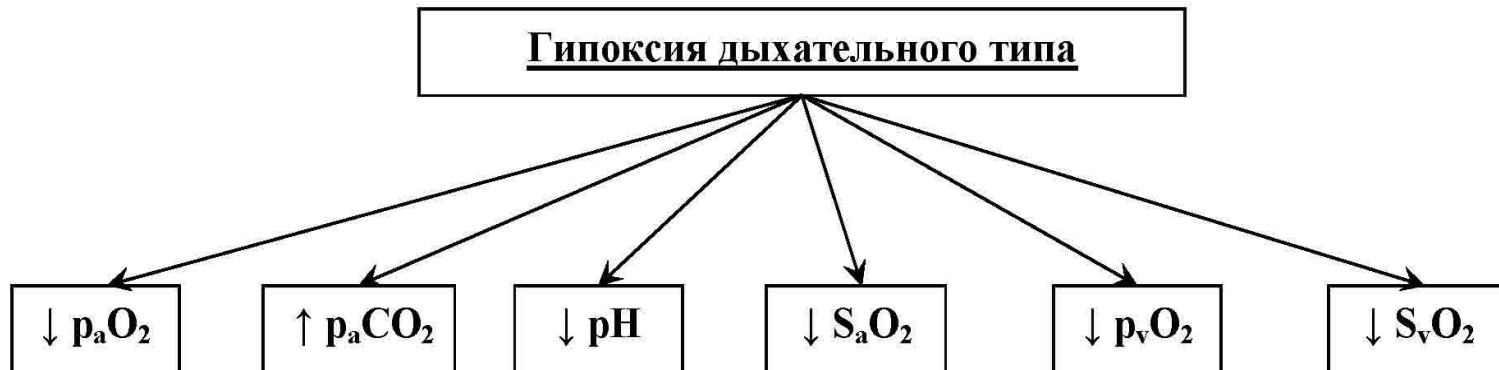 Гипоксия дыхательного типа
↓ pₐO₂
↑ pₐCO₂
↓ pH
↓ SₐO₂
↓ pᵥO₂
↓ SᵥO₂